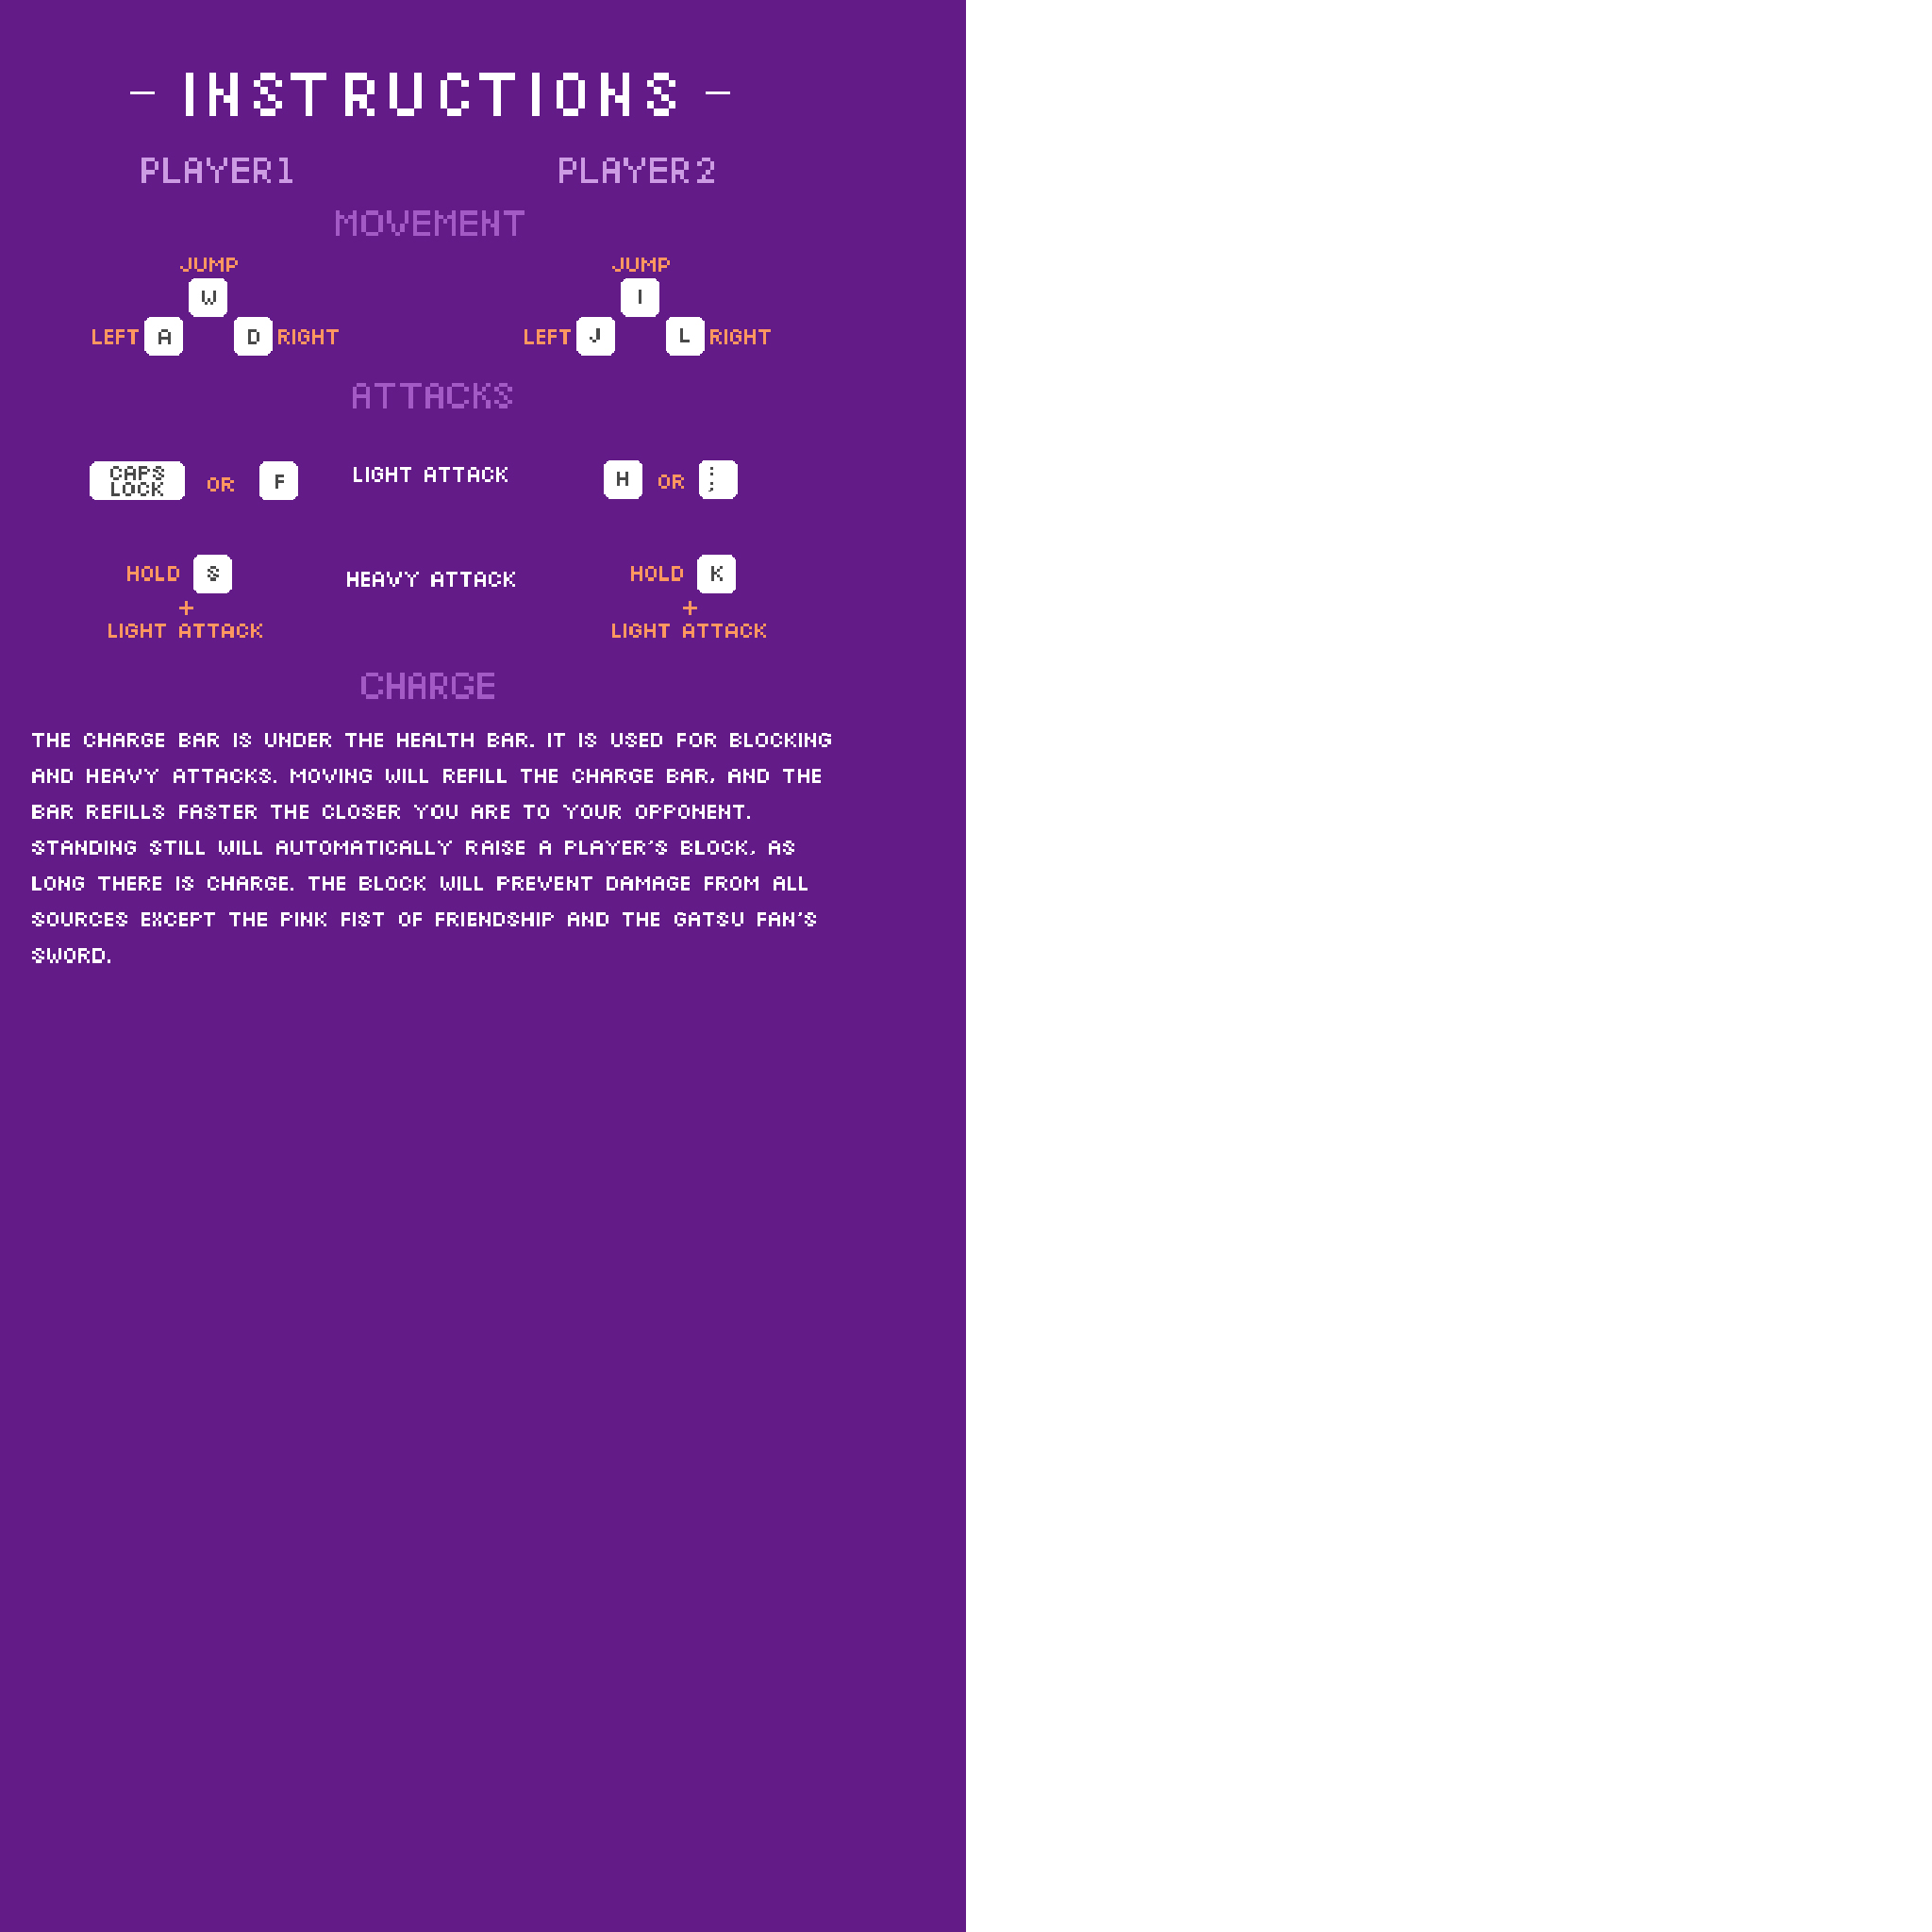 - INSTRUCTIONS -
PLAYER 1 PLAYER 2
MOVEMENT
JUMP JUMP
W I
LEFT A D RIGHT LEFT J L RIGHT
ATTACKS
CAPS LOCK OR F LIGHT ATTACK H OR : ;
HOLD S HEAVY ATTACK HOLD K
+ +
LIGHT ATTACK LIGHT ATTACK
CHARGE
THE CHARGE BAR IS UNDER THE HEALTH BAR. IT IS USED FOR BLOCKING
AND HEAVY ATTACKS. MOVING WILL REFILL THE CHARGE BAR, AND THE
BAR REFILLS FASTER THE CLOSER YOU ARE TO YOUR OPPONENT.
STANDING STILL WILL AUTOMATICALLY RAISE A PLAYER'S BLOCK, AS
LONG THERE IS CHARGE. THE BLOCK WILL PREVENT DAMAGE FROM ALL
SOURCES EXCEPT THE PINK FIST OF FRIENDSHIP AND THE GATSU FAN'S
SWORD.